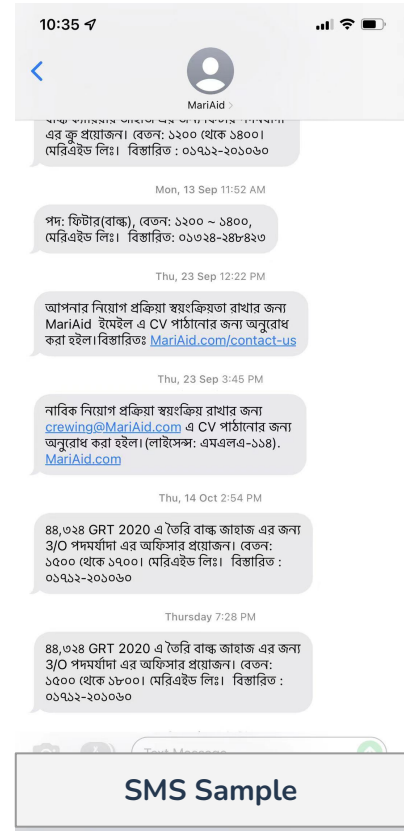 10:35
MariAid
এর ক্রু প্রয়োজন। বেতন: ১২০০ থেকে ১৪০০।
মেরিএইড লিঃ। বিস্তারিত : ০১৭১২-২০১০৬০
Mon, 13 Sep 11:52 AM
পদ: ফিটার(বাল্ক), বেতন: ১২০০ ~ ১৪০০,
মেরিএইড লিঃ। বিস্তারিত: ০১৩২৪-২৪৮৪২৩
Thu, 23 Sep 12:22 PM
আপনার নিয়োগ প্রক্রিয়া স্বয়ংক্রিয়তা রাখার জন্য
MariAid ইমেইল এ CV পাঠানোর জন্য অনুরোধ
করা হইল।বিস্তারিতঃ MariAid.com/contact-us
Thu, 23 Sep 3:45 PM
নাবিক নিয়োগ প্রক্রিয়া স্বয়ংক্রিয় রাখার জন্য
crewing@MariAid.com এ CV পাঠানোর জন্য
অনুরোধ করা হইল। (লাইসেন্স: এমএলএ-১১৪).
MariAid.com
Thu, 14 Oct 2:54 PM
৪৪,৩২৪ GRT 2020 এ তৈরি বাল্ক জাহাজ এর জন্য
3/O পদমর্যাদা এর অফিসার প্রয়োজন। বেতন:
১৫০০ থেকে ১৭০০। মেরিএইড লিঃ। বিস্তারিত :
০১৭১২-২০১০৬০
Thursday 7:28 PM
৪৪,৩২৪ GRT 2020 এ তৈরি বাল্ক জাহাজ এর জন্য
3/O পদমর্যাদা এর অফিসার প্রয়োজন। বেতন:
১৫০০ থেকে ১৮০০। মেরিএইড লিঃ। বিস্তারিত :
০১৭১২-২০১০৬০
SMS Sample